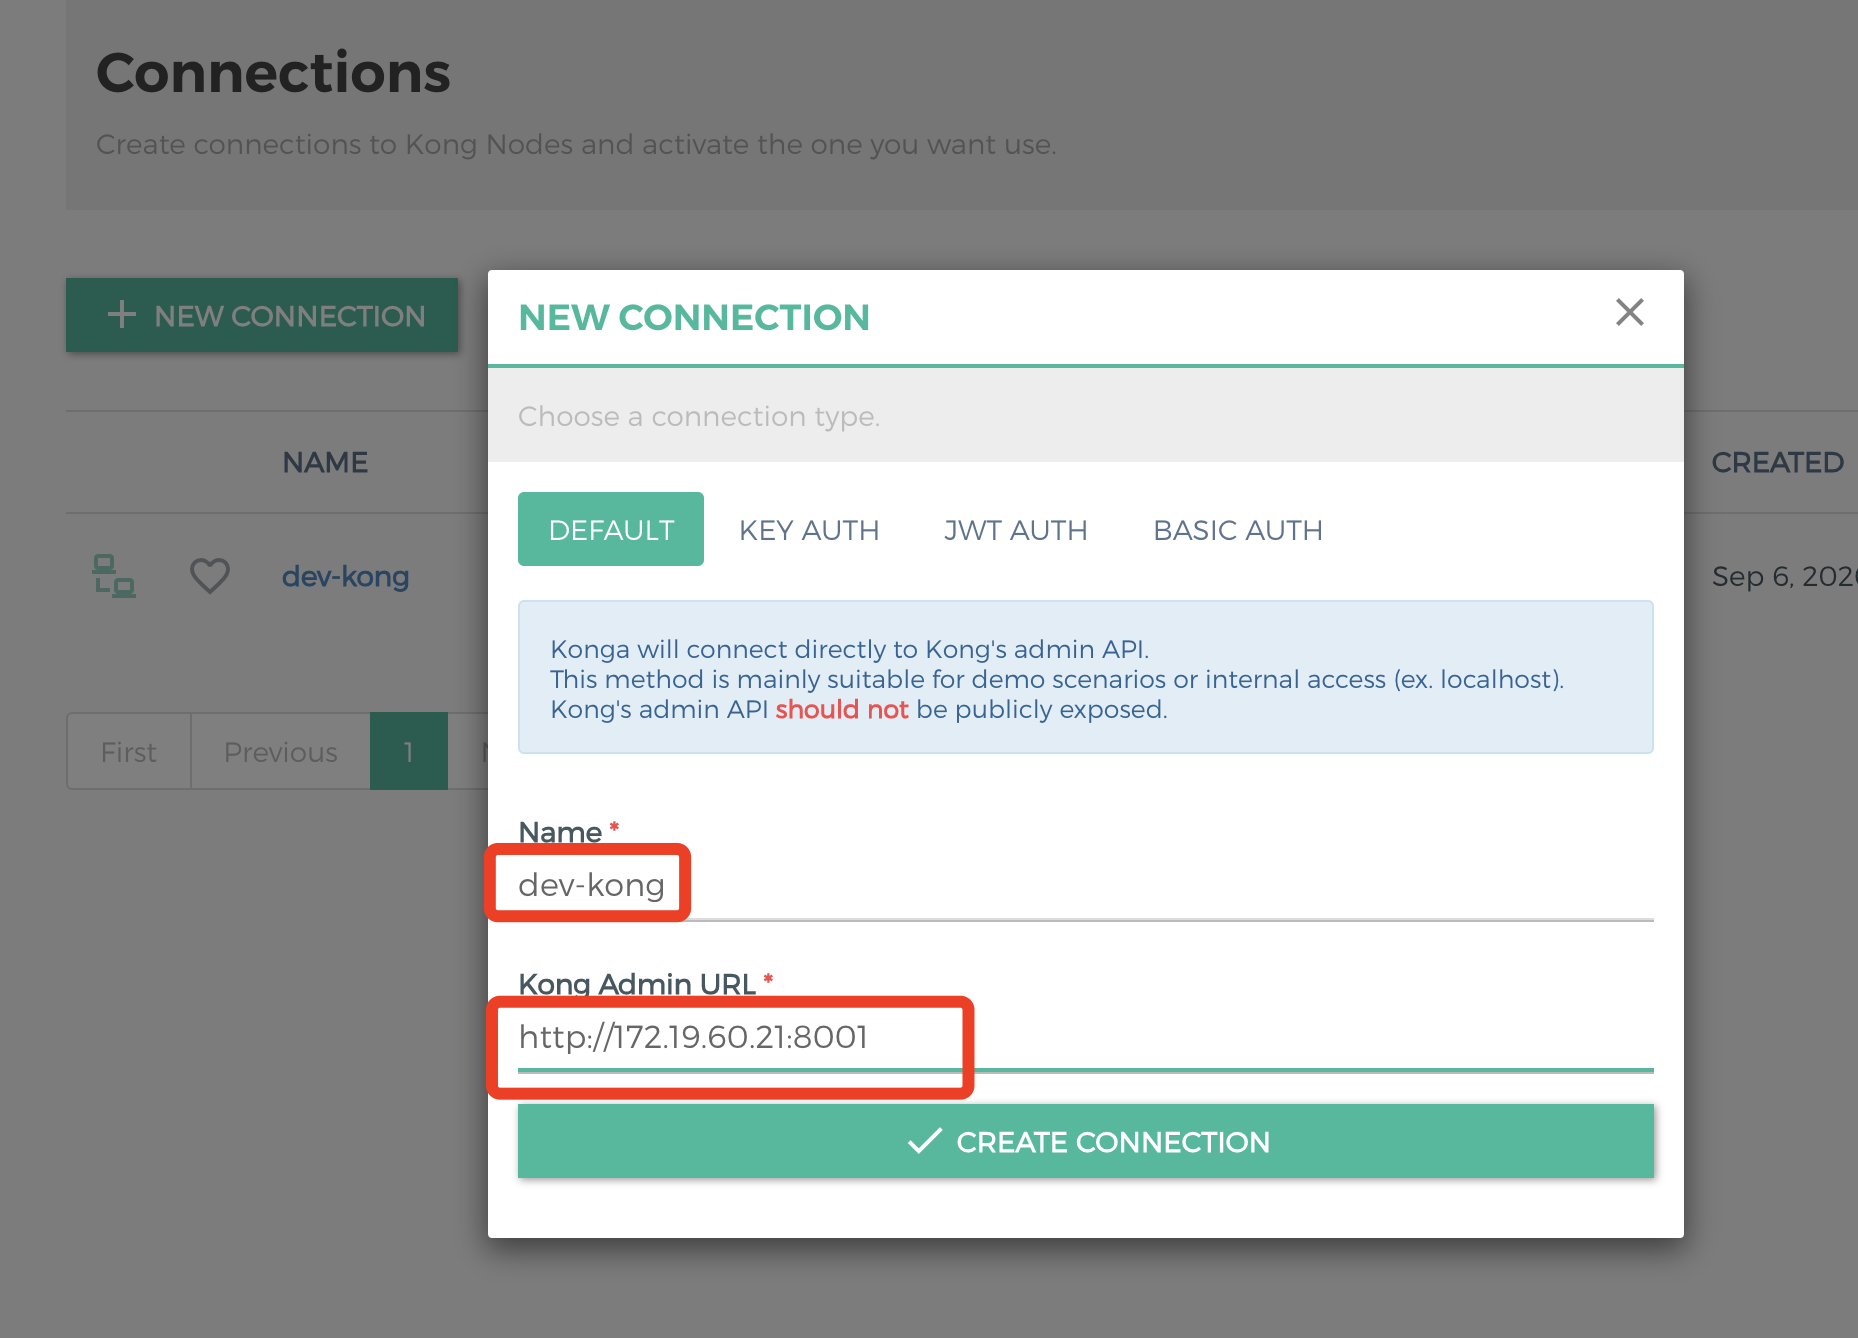 Connections
Create connections to Kong Nodes and activate the one you want use.
NEW CONNECTION
NAME
CREATED
dev-kong
Sep 6, 202
First
Previous
1
NEW CONNECTION
Choose a connection type.
DEFAULT
KEY AUTH
JWT AUTH
BASIC AUTH
Konga will connect directly to Kong's admin API.
This method is mainly suitable for demo scenarios or internal access (ex. localhost).
Kong's admin API should not be publicly exposed.
Name *
dev-kong
Kong Admin URL *
http://172.19.60.21:8001
CREATE CONNECTION